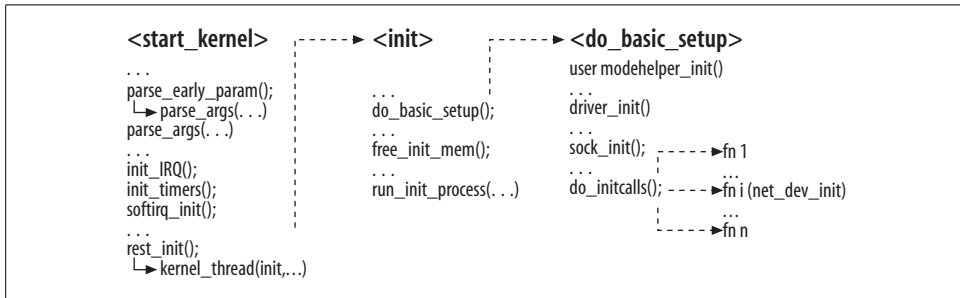 <start_kernel>
. . .
parse_early_param();
parse_args(. . .)
parse_args(. . .)
. . .
init_IRQ();
init_timers();
softirq_init();
. . .
rest_init();
kernel_thread(init,...)
<init>
. . .
do_basic_setup();
. . .
free_init_mem();
. . .
run_init_process(. . .)
<do_basic_setup>
user modehelper_init()
. . .
driver_init()
. . .
sock_init();
. . .
do_initcalls();
fn 1
...
fn i (net_dev_init)
...
fn n